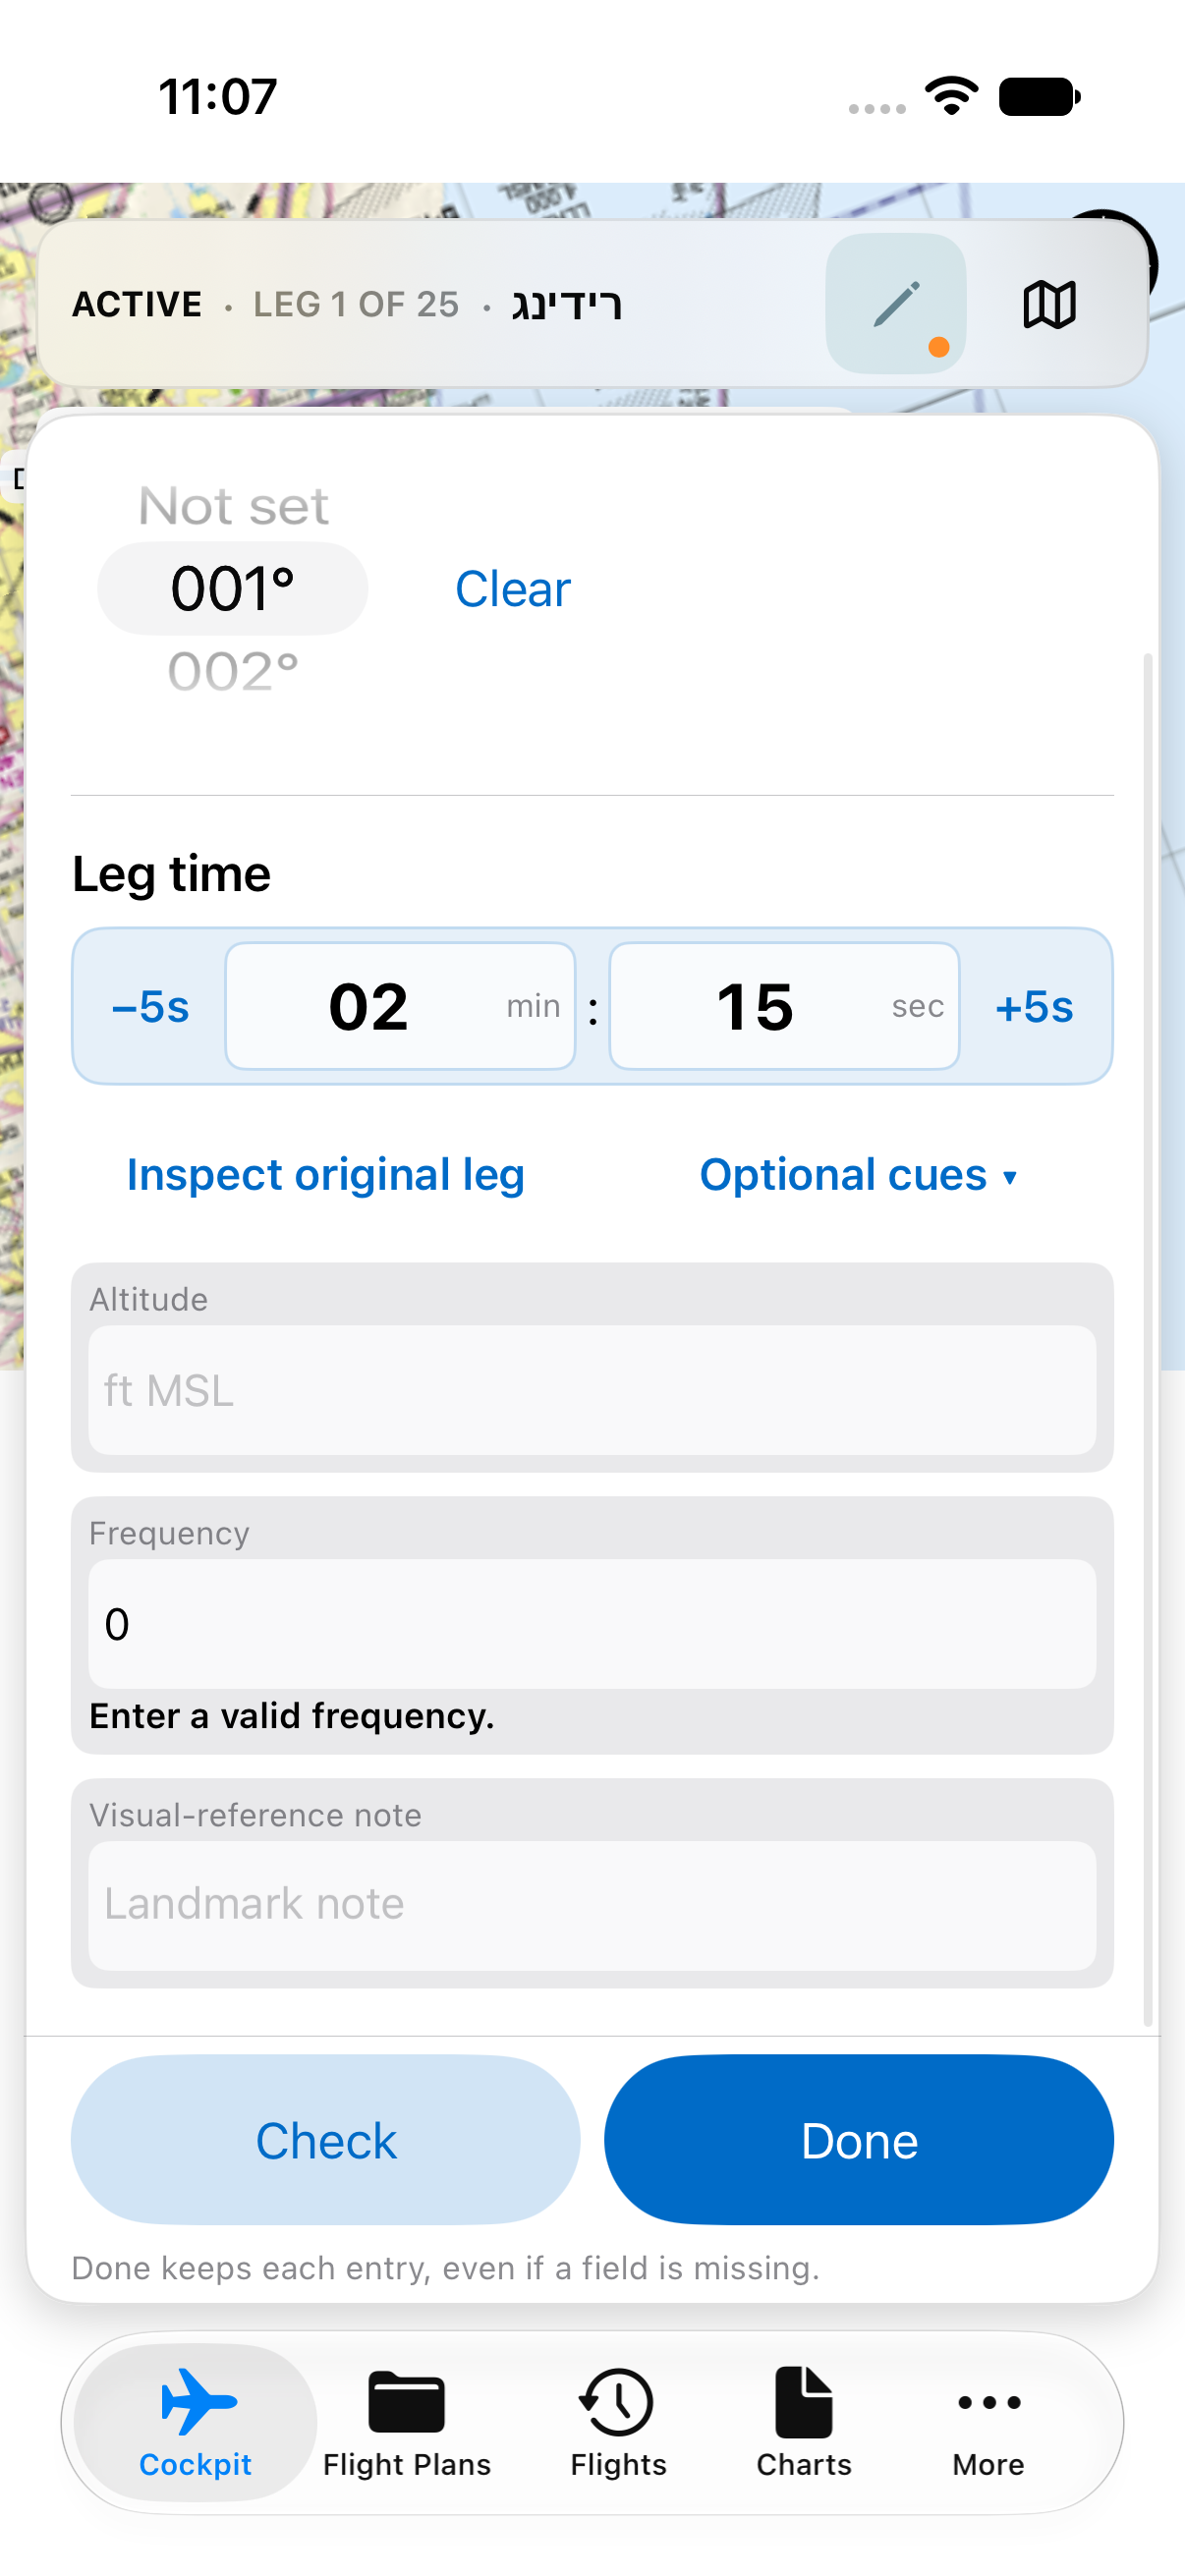 11:07
ACTIVE · LEG 1 OF 25 · רידינג
Not set
001°
Clear
002°
Leg time
–5s
02 min : 15 sec
+5s
Inspect original leg
Optional cues ▾
Altitude
ft MSL
Frequency
0
Enter a valid frequency.
Visual-reference note
Landmark note
Check
Done
Done keeps each entry, even if a field is missing.
Cockpit
Flight Plans
Flights
Charts
More